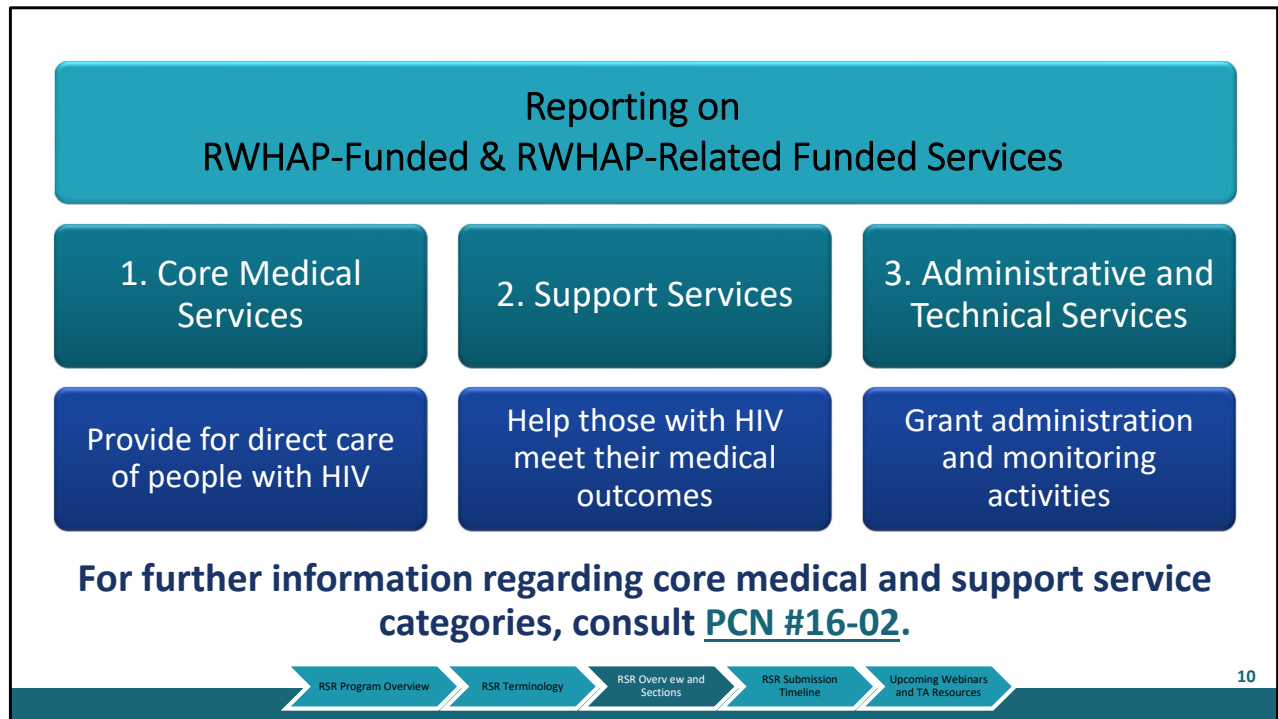 Reporting on
RWHAP-Funded & RWHAP-Related Funded Services
1. Core Medical
Services
2. Support Services
3. Administrative and
Technical Services
Provide for direct care
of people with HIV
Help those with HIV
meet their medical
outcomes
Grant administration
and monitoring
activities
For further information regarding core medical and support service
categories, consult PCN #16-02.
RSR Program Overview
RSR Terminology
RSR Overv ew and
Sections
RSR Submission
Timeline
Upcoming Webinars
and TA Resources
10